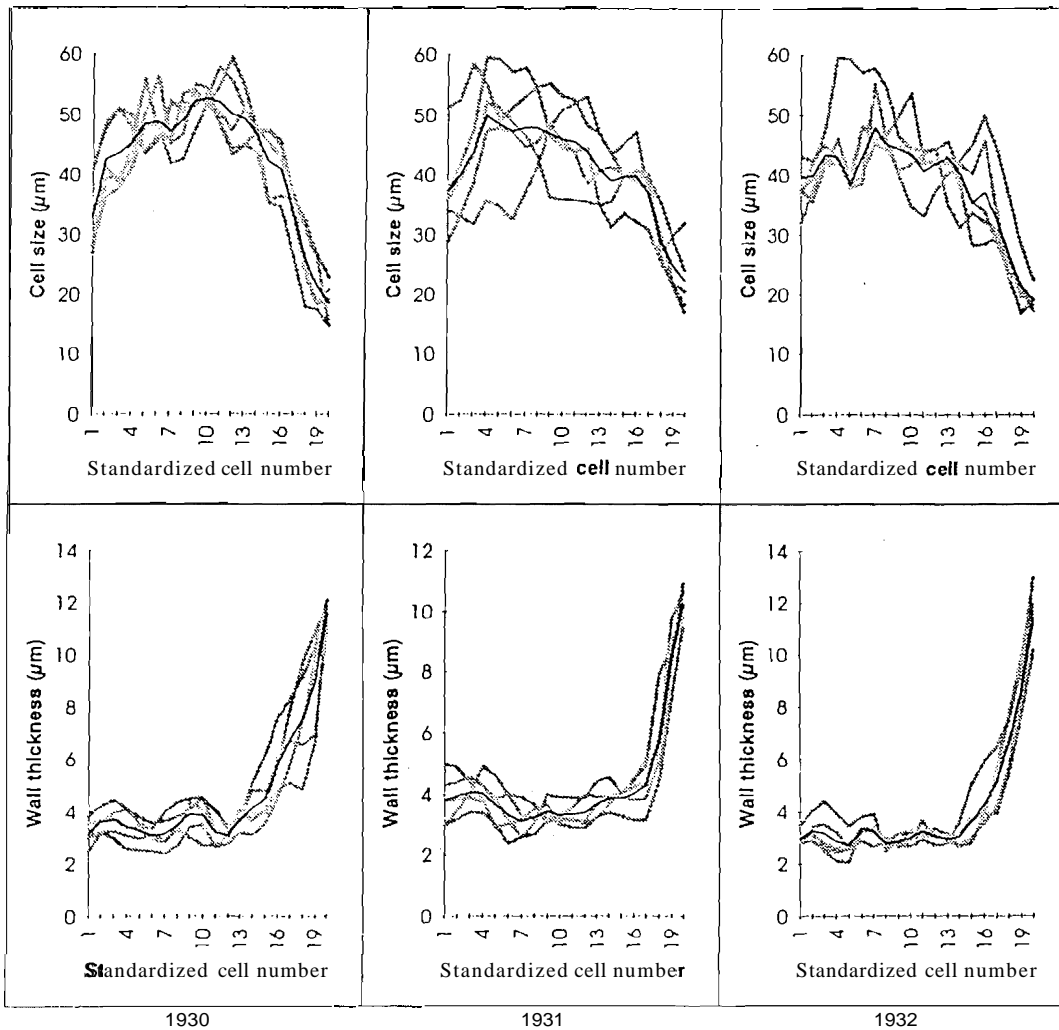 60
50
40
30
20
10
0
Cell size (µm)
1 4 7 10 13 16 19
Standardized cell number
60
50
40
30
20
10
0
Cell size (µm)
1 4 7 10 13 16 19
Standardized cell number
60
50
40
30
20
10
0
Cell size (µm)
1 4 7 10 13 16 19
Standardized cell number
14
12
10
8
6
4
2
0
Wall thickness (µm)
1 4 7 10 13 16 19
Standardized cell number
12
10
8
6
4
2
0
Wall thickness (µm)
1 4 7 10 13 16 19
Standardized cell number
14
12
10
8
6
4
2
0
Wall thickness (µm)
1 4 7 10 13 16 19
Standardized cell number
1930
1931
1932